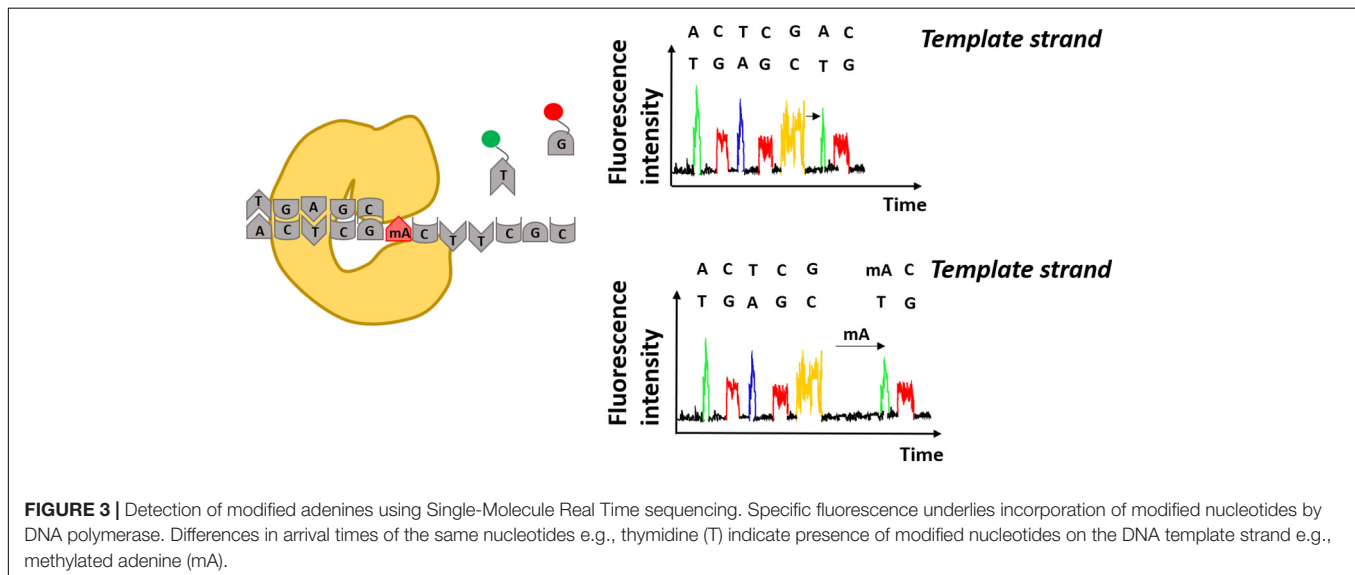 T G A G C
A C T C G mA C T T C G C
T
G
A C T C G A C
T G A G C T G
Template strand
Fluorescence
intensity
Time
A C T C G mA C
T G A G C T G
Template strand
mA
Fluorescence
intensity
Time
FIGURE 3 | Detection of modified adenines using Single-Molecule Real Time sequencing. Specific fluorescence underlies incorporation of modified nucleotides by
DNA polymerase. Differences in arrival times of the same nucleotides e.g., thymidine (T) indicate presence of modified nucleotides on the DNA template strand e.g.,
methylated adenine (mA).